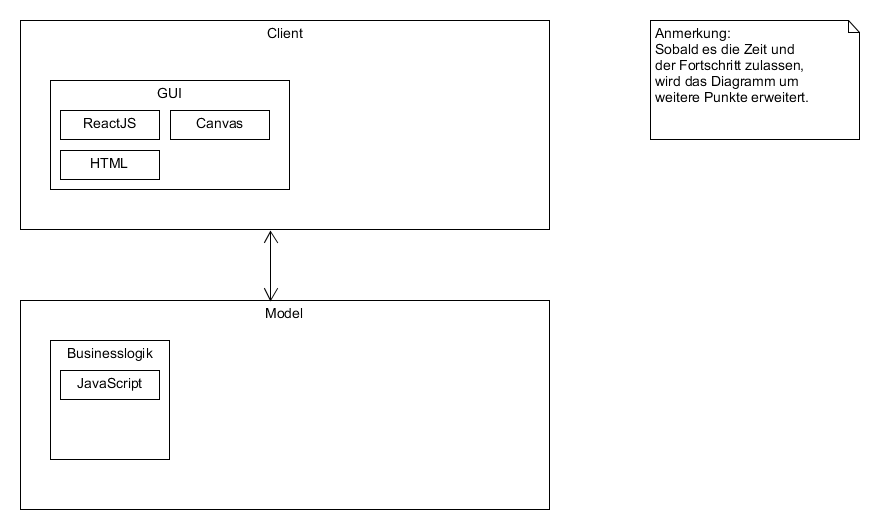 Client
GUI
ReactJS
Canvas
HTML
Model
Businesslogik
JavaScript
Anmerkung:
Sobald es die Zeit und
der Fortschritt zulassen,
wird das Diagramm um
weitere Punkte erweitert.